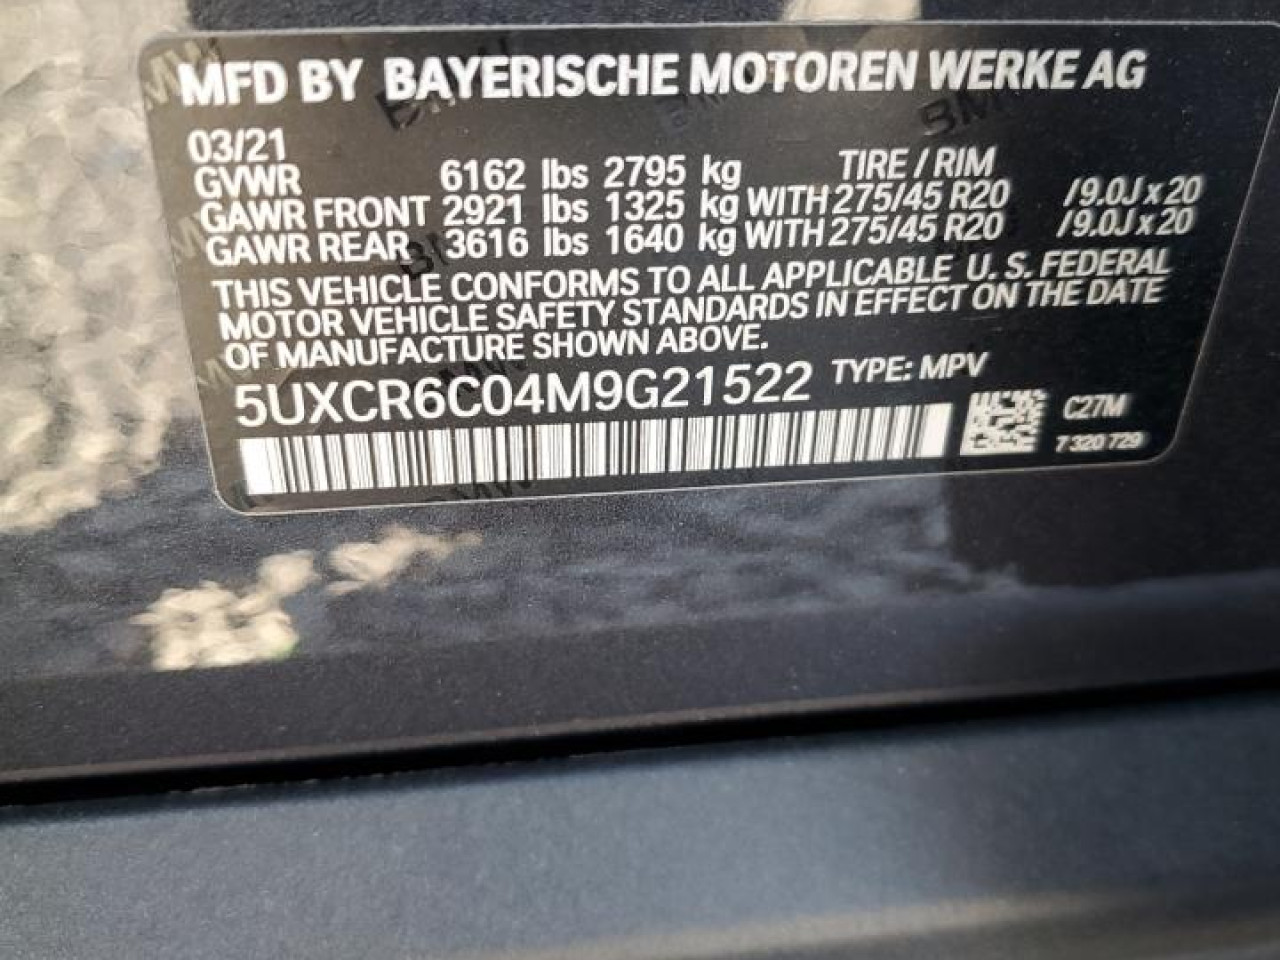 MFD BY BAYERISCHE MOTOREN WERKE AG
03/21
GVWR 6162 lbs 2795 kg TIRE / RIM
GAWR FRONT 2921 lbs 1325 kg WITH 275/45 R20 /9.0J x 20
GAWR REAR 3616 lbs 1640 kg WITH 275/45 R20 /9.0J x 20
THIS VEHICLE CONFORMS TO ALL APPLICABLE U. S. FEDERAL
MOTOR VEHICLE SAFETY STANDARDS IN EFFECT ON THE DATE
OF MANUFACTURE SHOWN ABOVE.
5UXCR6C04M9G21522 TYPE: MPV
C27M
7 320 729